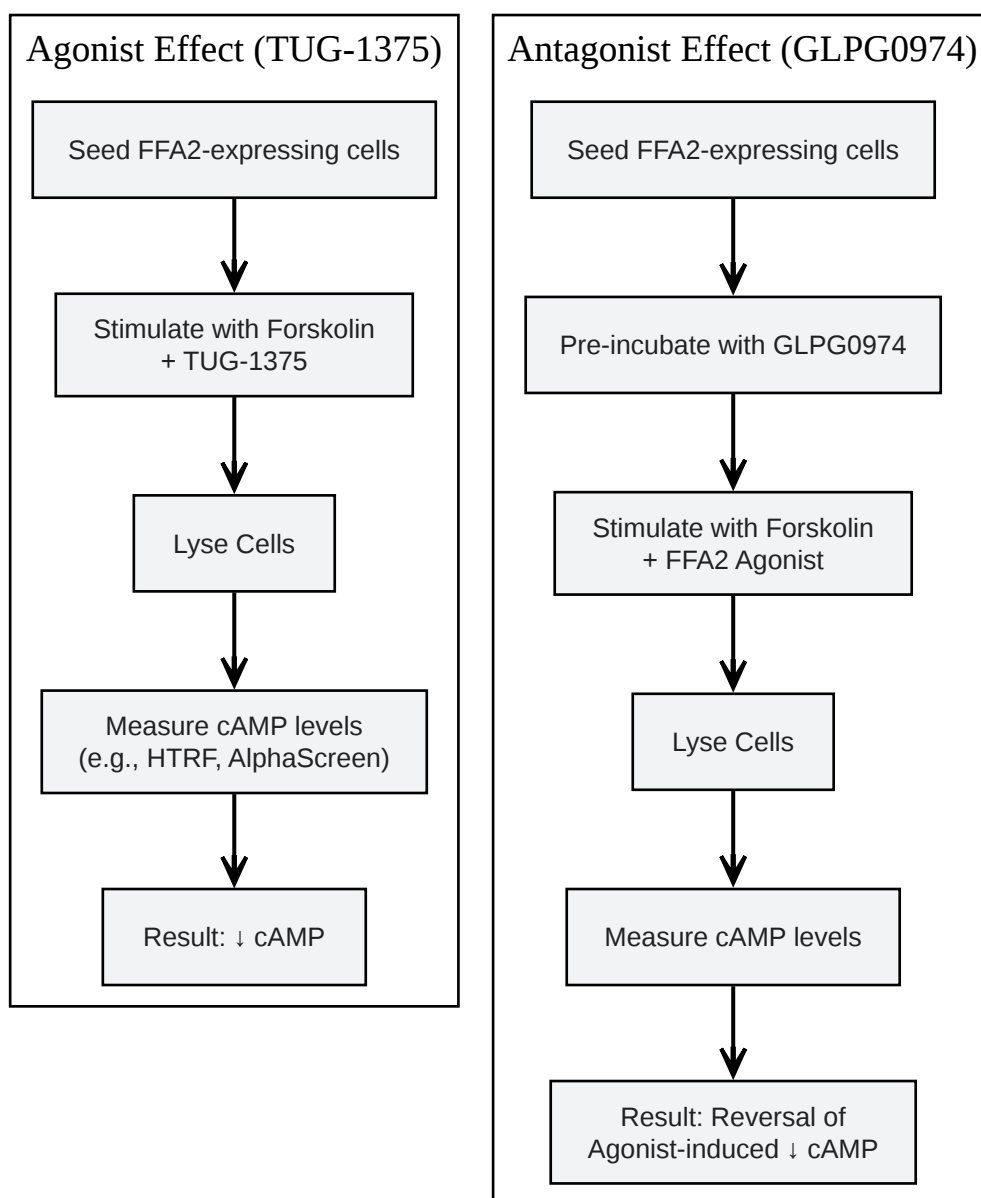 Agonist Effect (TUG-1375)
Seed FFA2-expressing cells
Stimulate with Forskolin
+ TUG-1375
Lyse Cells
Measure cAMP levels
(e.g., HTRF, AlphaScreen)
Result: ↓ cAMP
Antagonist Effect (GLPG0974)
Seed FFA2-expressing cells
Pre-incubate with GLPG0974
Stimulate with Forskolin
+ FFA2 Agonist
Lyse Cells
Measure cAMP levels
Result: Reversal of
Agonist-induced ↓ cAMP